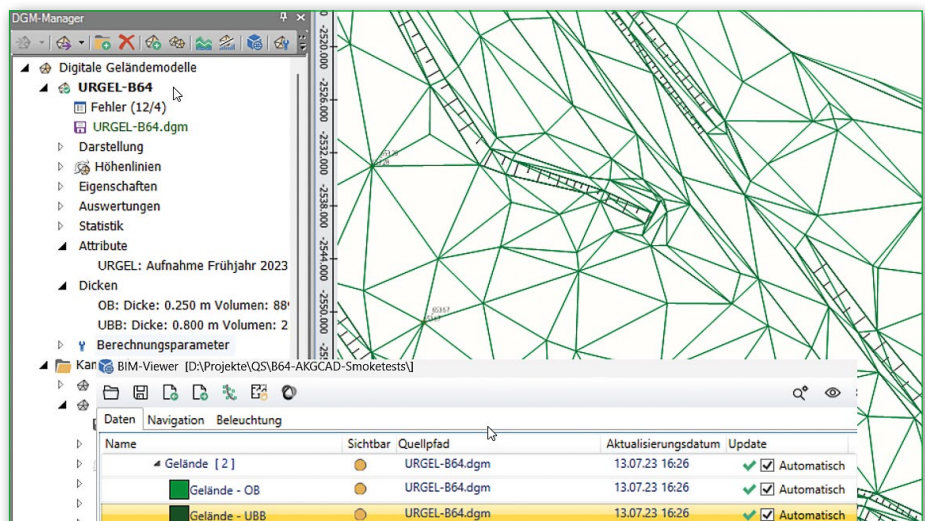 DGM-Manager
Digitale Geländemodelle
URGEL-B64
Fehler (12/4)
URGEL-B64.dgm
Darstellung
Höhenlinien
Eigenschaften
Auswertungen
Statistik
Attribute
URGEL: Aufnahme Frühjahr 2023
Dicken
OB: Dicke: 0.250 m Volumen: 88
UBB: Dicke: 0.800 m Volumen: 2
Berechnungsparameter
Kan
-2520.000
-2526.000
-2532.000
-2538.000
-2544.000
-2550.000
BIM-Viewer [D:\Projekte\QS\B64-AKGCAD-Smoketests\]
Daten Navigation Beleuchtung
Name Sichtbar Quellpfad Aktualisierungsdatum Update
Gelände [2] URGEL-B64.dgm 13.07.23 16:26 Automatisch
Gelände - OB URGEL-B64.dgm 13.07.23 16:26 Automatisch
Gelände - UBB URGEL-B64.dgm 13.07.23 16:26 Automatisch